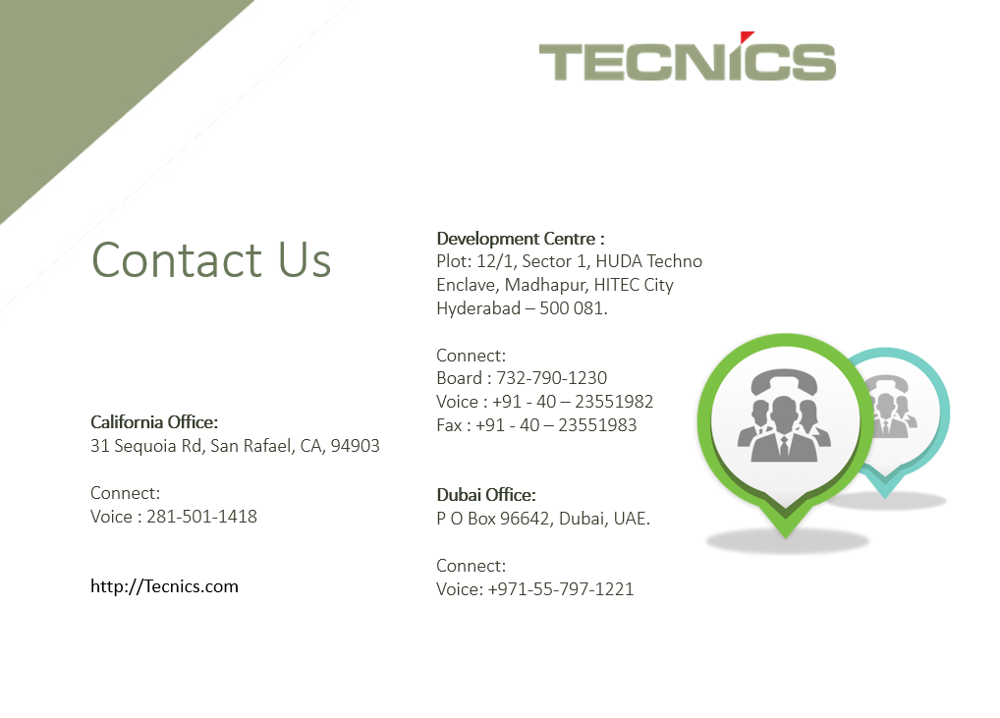 TECNICS
Contact Us
California Office:
31 Sequoia Rd, San Rafael, CA, 94903
Connect:
Voice : 281-501-1418
http://Tecnics.com
Development Centre :
Plot: 12/1, Sector 1, HUDA Techno
Enclave, Madhapur, HITEC City
Hyderabad – 500 081.
Connect:
Board : 732-790-1230
Voice : +91 - 40 – 23551982
Fax : +91 - 40 – 23551983
Dubai Office:
P O Box 96642, Dubai, UAE.
Connect:
Voice: +971-55-797-1221